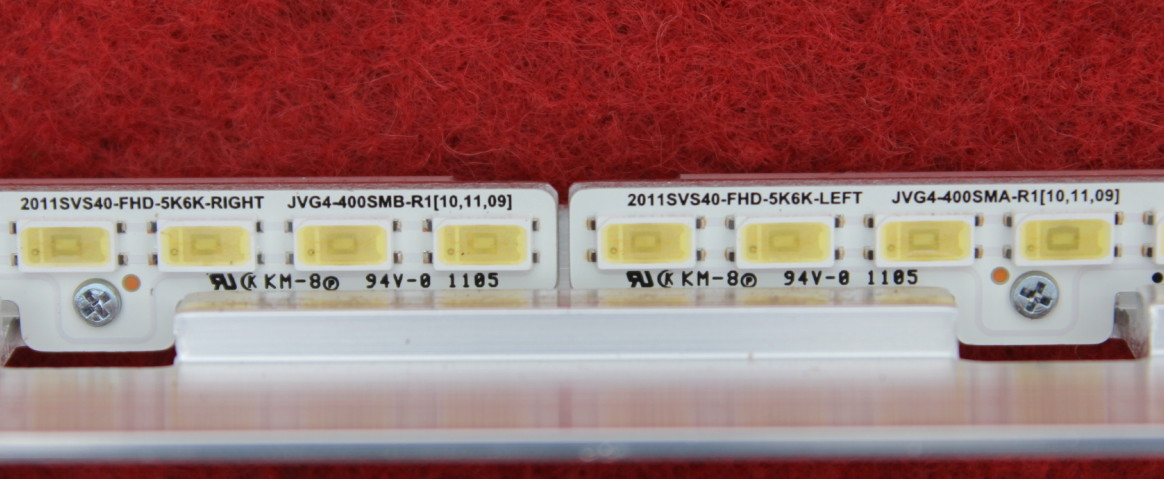 2011SVS40-FHD-5K6K-RIGHT JVG4-400SMB-R1[10,11,09]
KM-8 94V-0 1105
2011SVS40-FHD-5K6K-LEFT JVG4-400SMA-R1[10,11,09]
KM-8 94V-0 1105